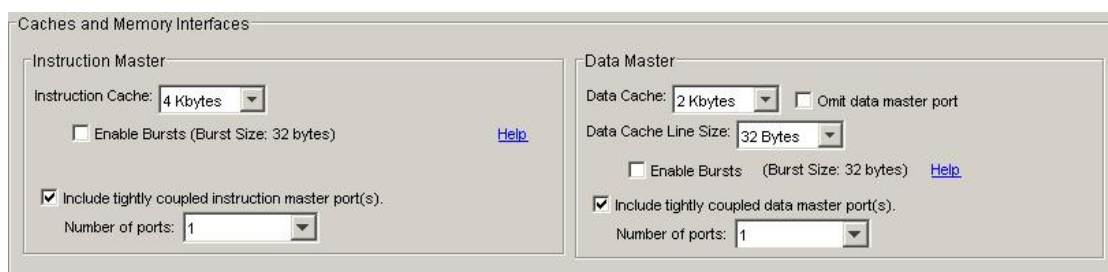 Caches and Memory Interfaces
Instruction Master
Instruction Cache: 4 Kbytes
Enable Bursts (Burst Size: 32 bytes) Help
Include tightly coupled instruction master port(s).
Number of ports: 1
Data Master
Data Cache: 2 Kbytes Omit data master port
Data Cache Line Size: 32 Bytes
Enable Bursts (Burst Size: 32 bytes) Help
Include tightly coupled data master port(s).
Number of ports: 1